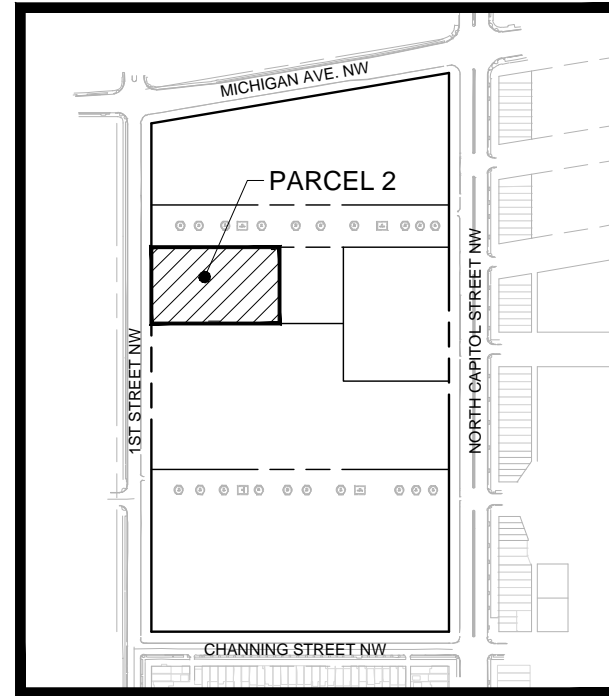 MICHIGAN AVE. NW
PARCEL 2
1ST STREET NW
NORTH CAPITOL STREET NW
CHANNING STREET NW